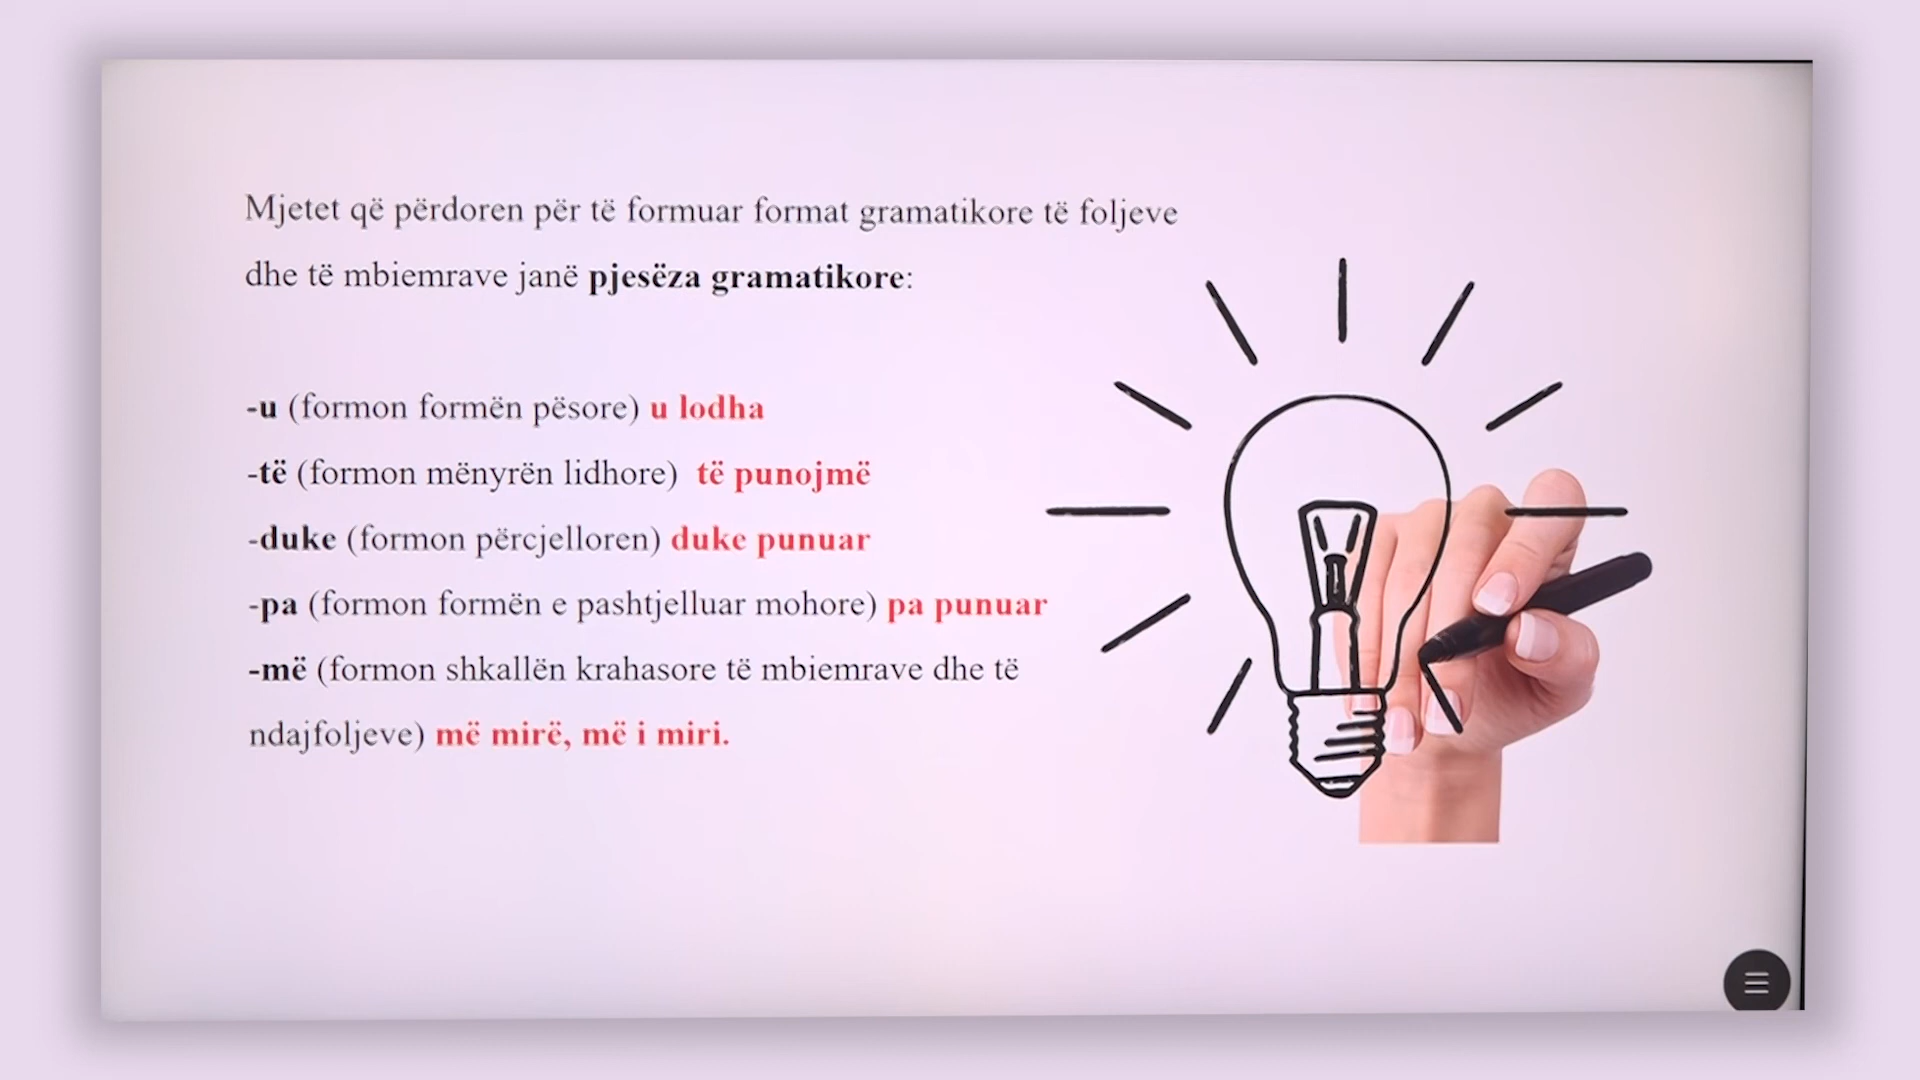 Mjetet që përdoren për të formuar format gramatikore të foljeve
dhe të mbiemrave janë pjesëza gramatikore:
-u (formon formën pësore) u lodha
-të (formon mënyrën lidhore) të punojmë
-duke (formon përcjelloren) duke punuar
-pa (formon formën e pashtjelluar mohore) pa punuar
-më (formon shkallën krahasore të mbiemrave dhe të
ndajfoljeve) më mirë, më i miri.